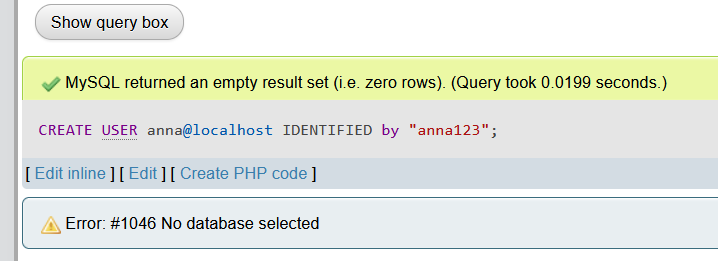 Show query box
MySQL returned an empty result set (i.e. zero rows). (Query took 0.0199 seconds.)
CREATE USER anna@localhost IDENTIFIED by "anna123";
[ Edit inline ] [ Edit ] [ Create PHP code ]
Error: #1046 No database selected